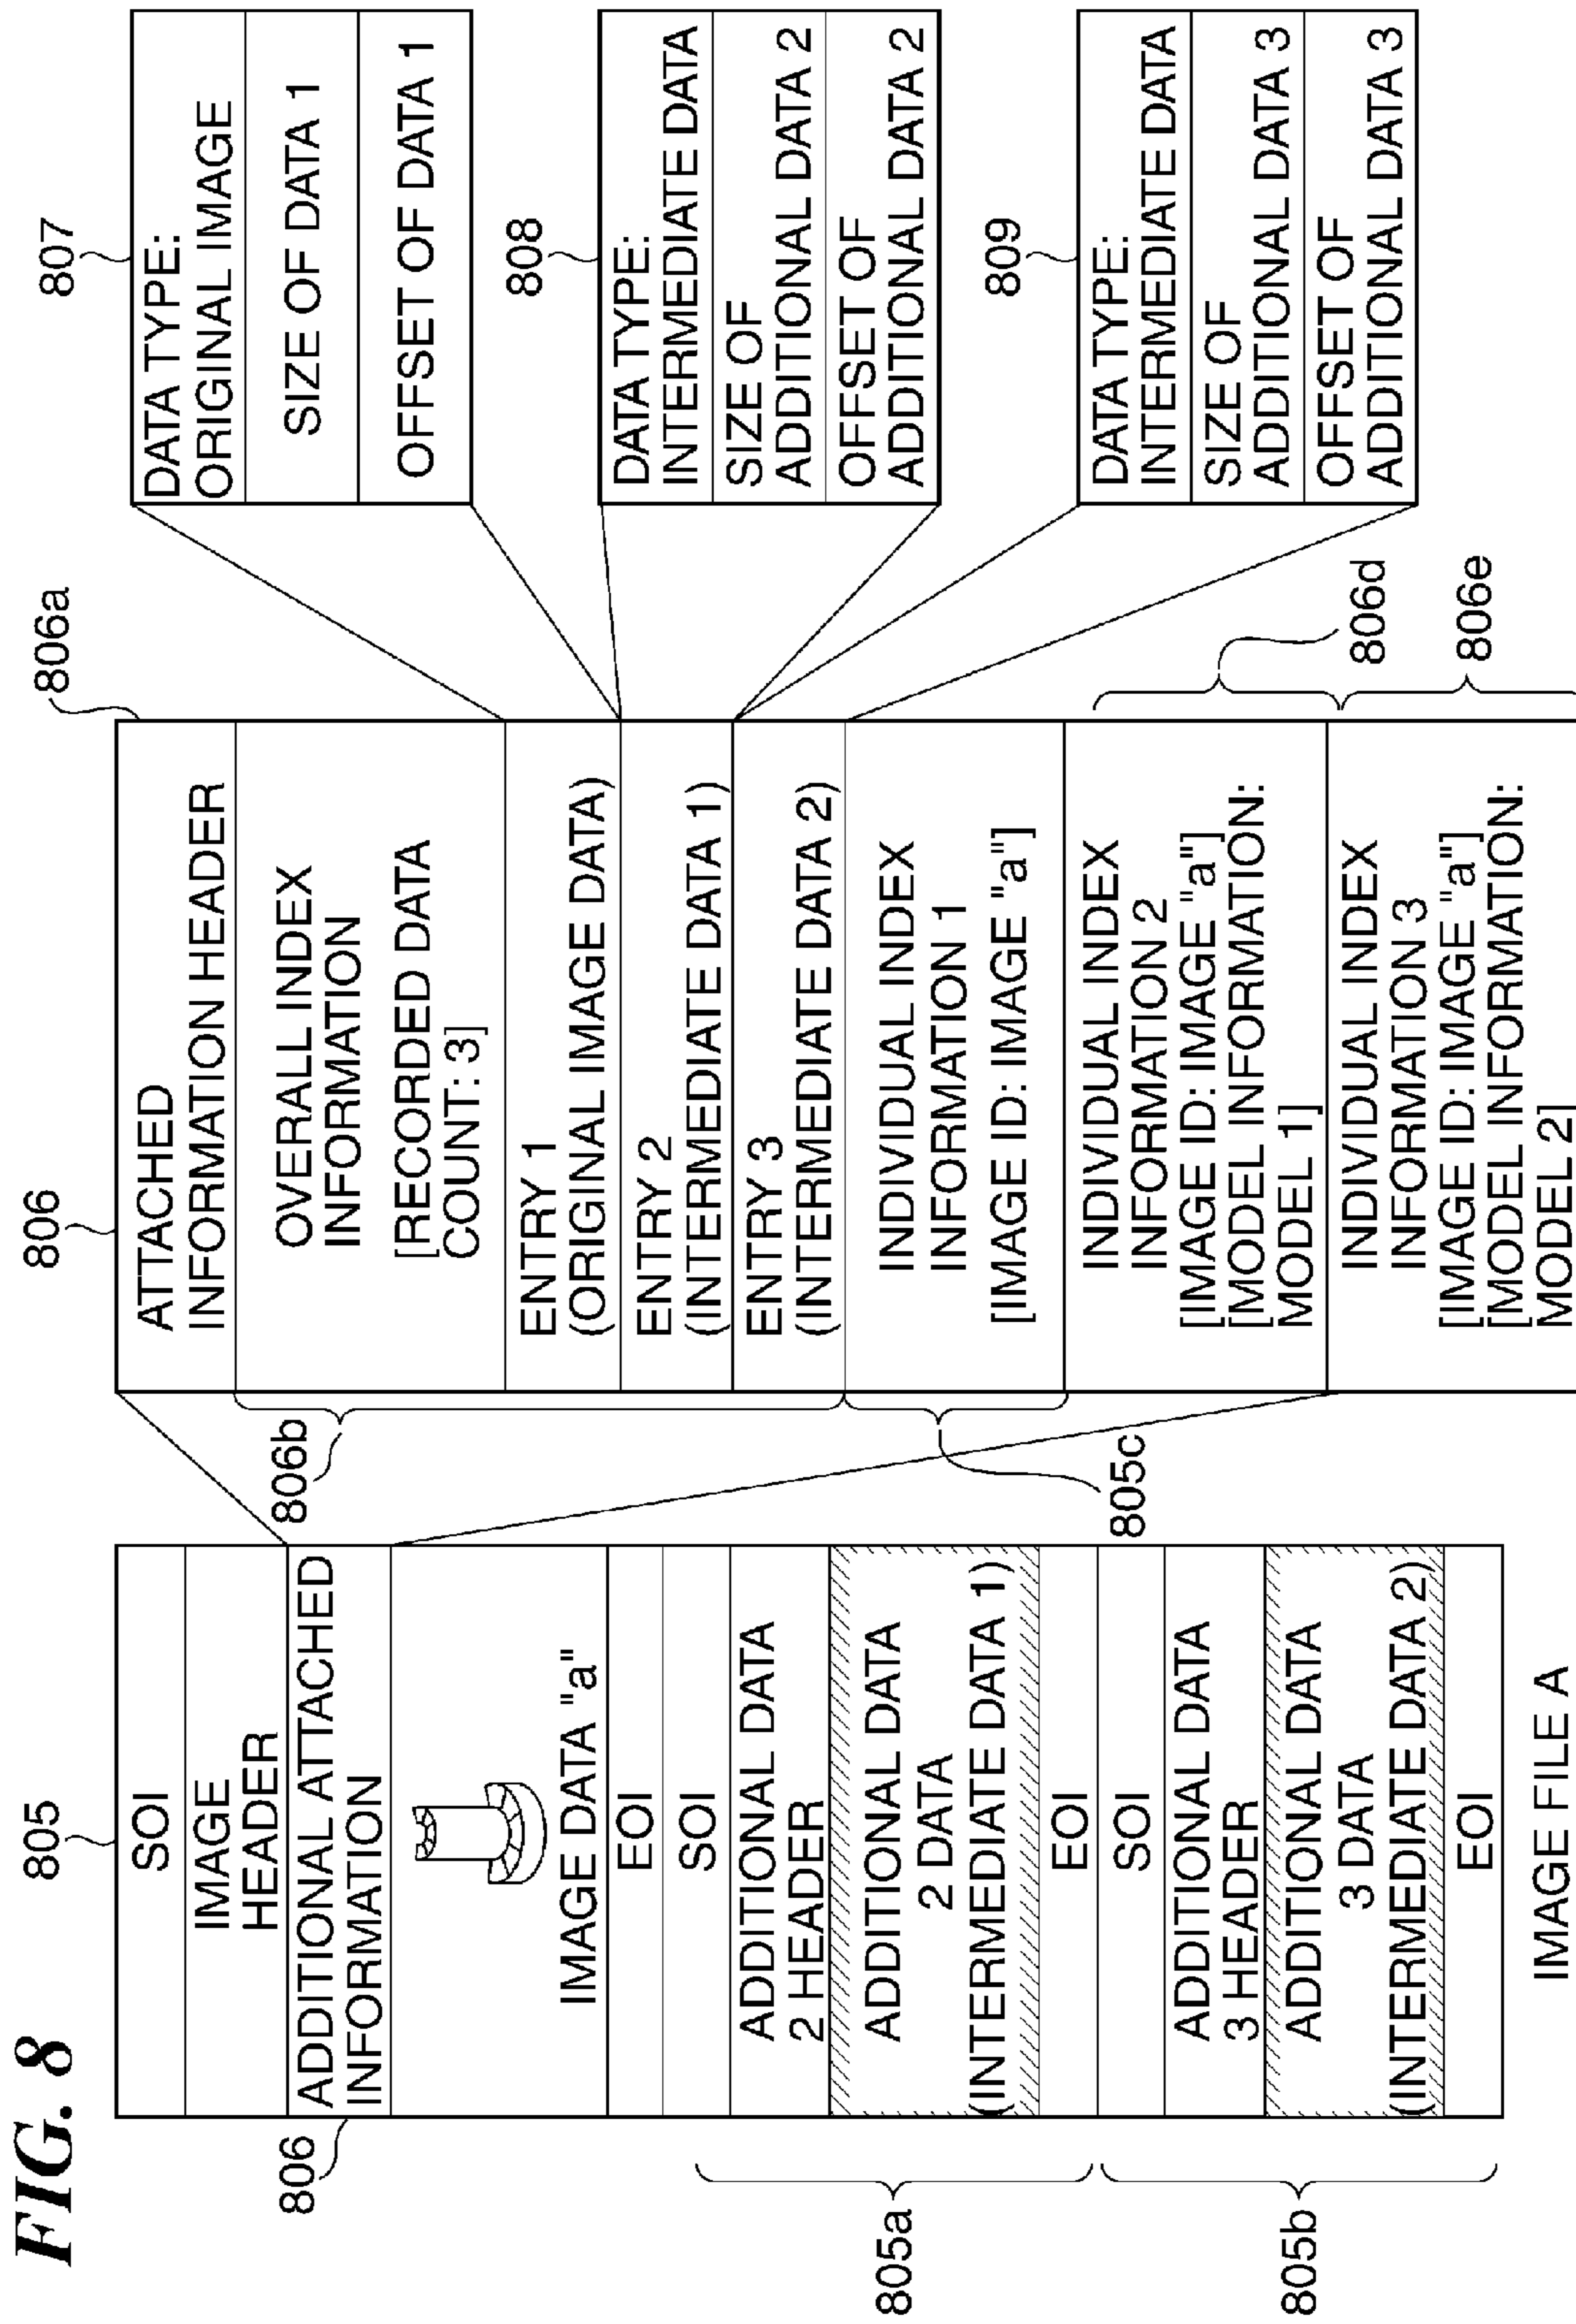 FIG. 8
805
SOI
IMAGE
HEADER
806
ADDITIONAL ATTACHED
INFORMATION
IMAGE DATA "a"
EOI
805a
SOI
ADDITIONAL DATA
2 HEADER
ADDITIONAL DATA
2 DATA
(INTERMEDIATE DATA 1)
EOI
805b
SOI
ADDITIONAL DATA
3 HEADER
ADDITIONAL DATA
3 DATA
(INTERMEDIATE DATA 2)
EOI
IMAGE FILE A
806
806a
ATTACHED
INFORMATION HEADER
806b
OVERALL INDEX
INFORMATION
[RECORDED DATA
COUNT: 3]
ENTRY 1
(ORIGINAL IMAGE DATA)
ENTRY 2
(INTERMEDIATE DATA 1)
ENTRY 3
(INTERMEDIATE DATA 2)
805c
INDIVIDUAL INDEX
INFORMATION 1
[IMAGE ID: IMAGE "a"]
806d
INDIVIDUAL INDEX
INFORMATION 2
[IMAGE ID: IMAGE "a"]
[MODEL INFORMATION:
MODEL 1]
806e
INDIVIDUAL INDEX
INFORMATION 3
[IMAGE ID: IMAGE "a"]
[MODEL INFORMATION:
MODEL 2]
807
DATA TYPE:
ORIGINAL IMAGE
SIZE OF DATA 1
OFFSET OF DATA 1
808
DATA TYPE:
INTERMEDIATE DATA
SIZE OF
ADDITIONAL DATA 2
OFFSET OF
ADDITIONAL DATA 2
809
DATA TYPE:
INTERMEDIATE DATA
SIZE OF
ADDITIONAL DATA 3
OFFSET OF
ADDITIONAL DATA 3